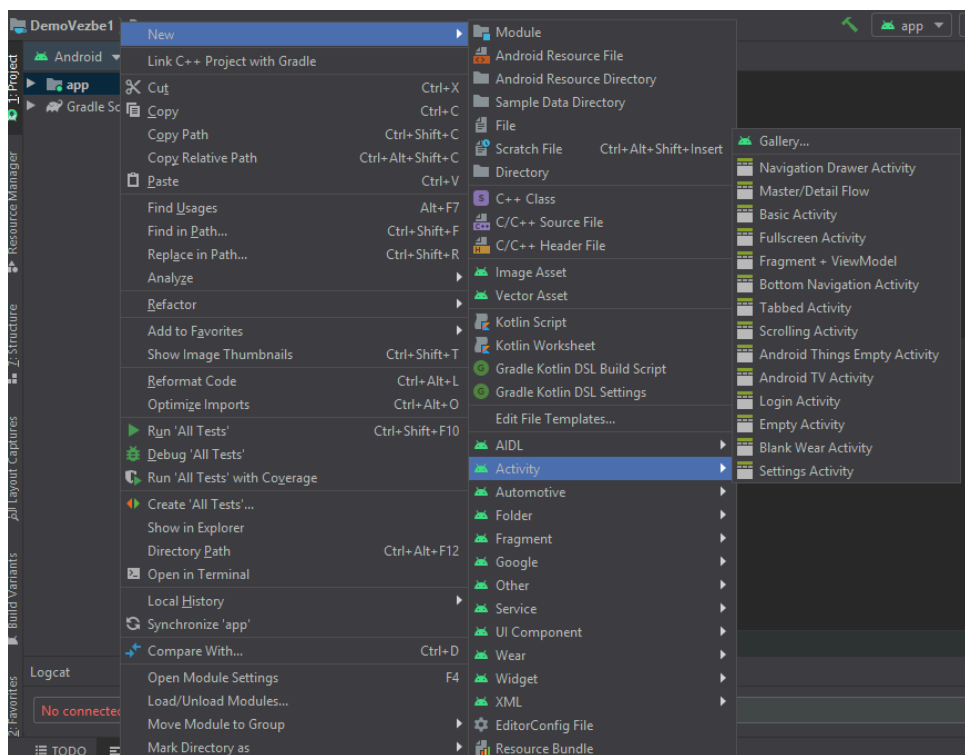 DemoVezbe1
app
Android
app
Gradle Sc
1: Project
Resource Manager
7: Structure
Layout Captures
Build Variants
2: Favorites
New
Link C++ Project with Gradle
Cut Ctrl+X
Copy Ctrl+C
Copy Path Ctrl+Shift+C
Copy Relative Path Ctrl+Alt+Shift+C
Paste Ctrl+V
Find Usages Alt+F7
Find in Path... Ctrl+Shift+F
Replace in Path... Ctrl+Shift+R
Analyze
Refactor
Add to Favorites
Show Image Thumbnails Ctrl+Shift+T
Reformat Code Ctrl+Alt+L
Optimize Imports Ctrl+Alt+O
Run 'All Tests' Ctrl+Shift+F10
Debug 'All Tests'
Run 'All Tests' with Coverage
Create 'All Tests'...
Show in Explorer
Directory Path Ctrl+Alt+F12
Open in Terminal
Local History
Synchronize 'app'
Compare With... Ctrl+D
Open Module Settings F4
Load/Unload Modules...
Move Module to Group
Mark Directory as
Module
Android Resource File
Android Resource Directory
Sample Data Directory
File
Scratch File Ctrl+Alt+Shift+Insert
Directory
C++ Class
C/C++ Source File
C/C++ Header File
Image Asset
Vector Asset
Kotlin Script
Kotlin Worksheet
Gradle Kotlin DSL Build Script
Gradle Kotlin DSL Settings
Edit File Templates...
AIDL
Activity
Automotive
Folder
Fragment
Google
Other
Service
UI Component
Wear
Widget
XML
EditorConfig File
Resource Bundle
Gallery...
Navigation Drawer Activity
Master/Detail Flow
Basic Activity
Fullscreen Activity
Fragment + ViewModel
Bottom Navigation Activity
Tabbed Activity
Scrolling Activity
Android Things Empty Activity
Android TV Activity
Login Activity
Empty Activity
Blank Wear Activity
Settings Activity
Logcat
No connected
TODO